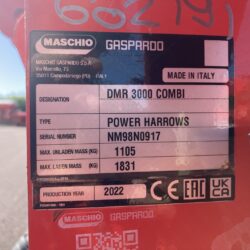 68219
MASCHIO GASPARDO
MASCHIO GASPARDO S.p.A.
Via Marcello, 73
35011 Campodarsego (PD) ITALY
MADE IN ITALY
DESIGNATION DMR 3000 COMBI
TYPE POWER HARROWS
SERIAL NUMBER NM98N0917
MAX. UNLADEN MASS (KG) 1105
MAX. LADEN MASS (KG) 1831
PRODUCTION YEAR 2022 CE EAC UK CA
MASCHIO GASPARDO